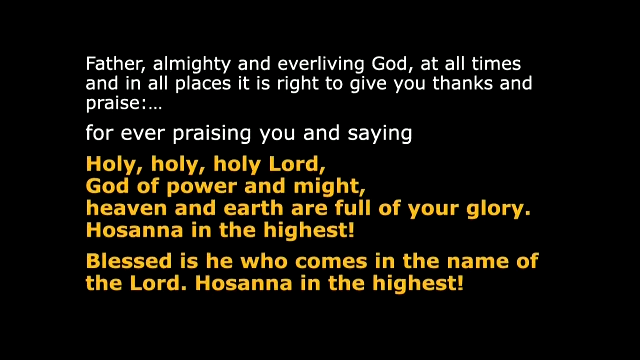 Father, almighty and everliving God, at all times
and in all places it is right to give you thanks and
praise:…
for ever praising you and saying
Holy, holy, holy Lord,
God of power and might,
heaven and earth are full of your glory.
Hosanna in the highest!
Blessed is he who comes in the name of
the Lord. Hosanna in the highest!